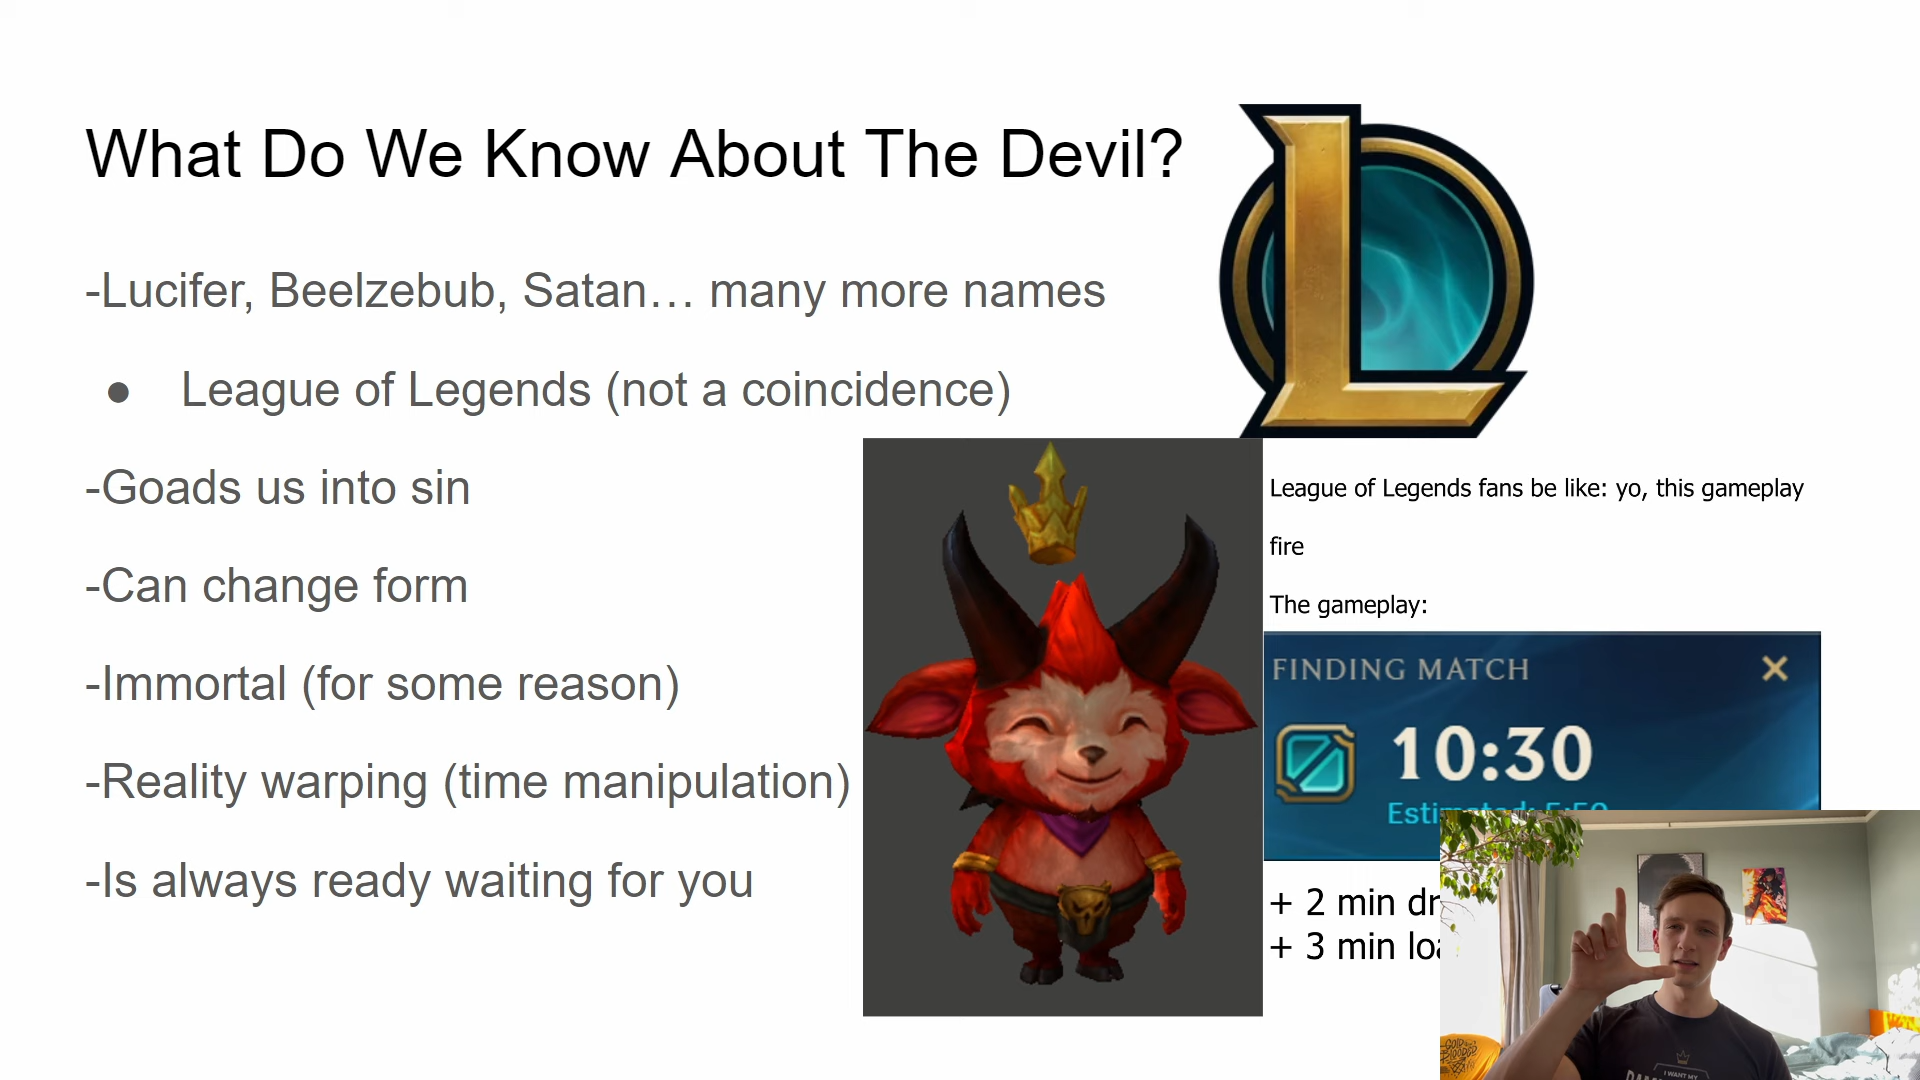 What Do We Know About The Devil?
-Lucifer, Beelzebub, Satan… many more names
● League of Legends (not a coincidence)
-Goads us into sin
-Can change form
-Immortal (for some reason)
-Reality warping (time manipulation)
-Is always ready waiting for you
L
League of Legends fans be like: yo, this gameplay
fire
The gameplay:
FINDING MATCH
10:30
+ 2 min
+ 3 min
I WANT MY